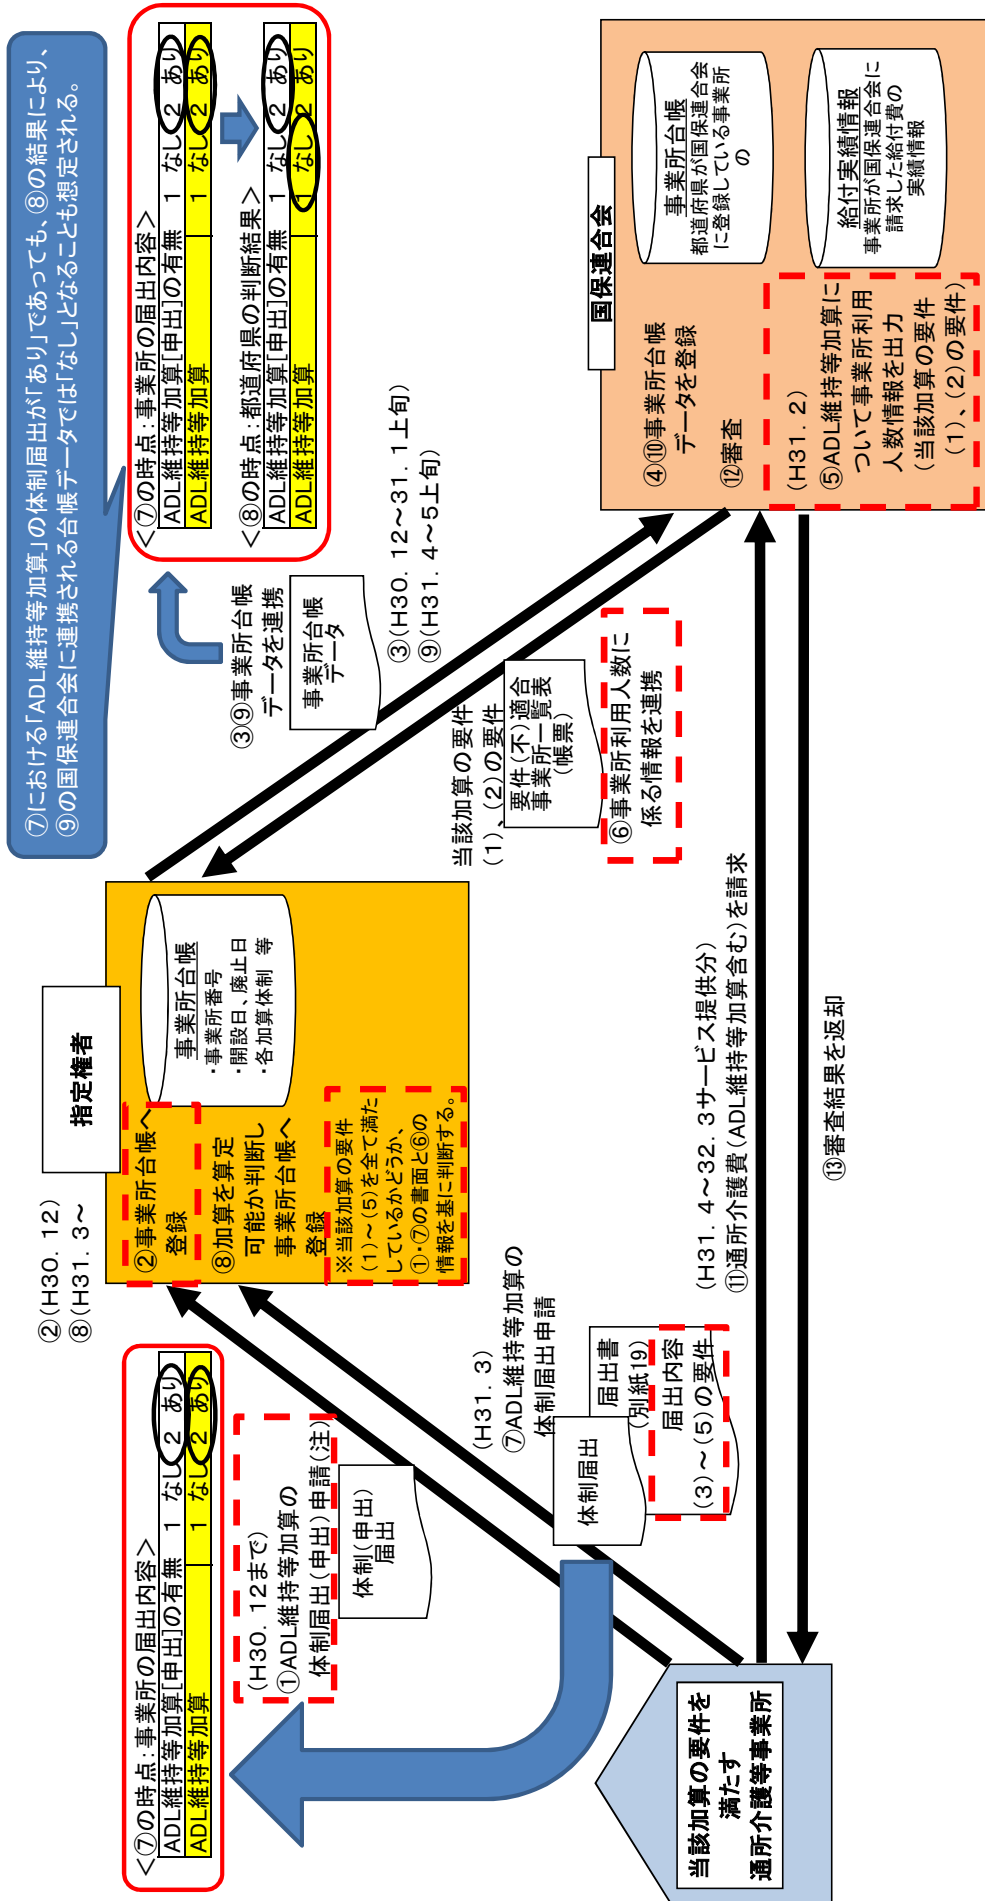 ⑦における「ADL維持等加算」の体制届出が「あり」であっても、⑧の結果により、
⑨の国保連合会に連携される台帳データでは「なし」となることも想定される。
＜⑦の時点：事業所の届出内容＞
ADL維持等加算[申出]の有無 1 なし 2 あり
ADL維持等加算 1 なし 2 あり
＜⑧の時点：都道府県の判断結果＞
ADL維持等加算[申出]の有無 1 なし 2 あり
ADL維持等加算 1 なし 2 あり
＜⑦の時点：事業所の届出内容＞
ADL維持等加算[申出]の有無 1 なし 2 あり
ADL維持等加算 1 なし 2 あり
②(H30．12)
⑧(H31．3～
指定権者
②事業所台帳へ
登録
⑧加算を算定
可能か判断し
事業所台帳へ
登録
※当該加算の要件
(1)～(5)を全て満た
しているかどうか、
①・⑦の書面と⑥の
情報を基に判断する。
事業所台帳
・事業所番号
・開設日、廃止日
・各加算体制 等
③⑨事業所台帳
データを連携
事業所台帳
データ
③(H30．12～31．1上旬)
⑨(H31．4～5上旬)
(H30．12まで)
①ADL維持等加算の
体制届出(申出)申請(注)
体制(申出)
届出
(H31．3)
⑦ADL維持等加算の
体制届出申請
体制届出
届出書
(別紙19)
届出内容
(3)～(5)の要件
当該加算の要件
(1)、(2)の要件
要件(不)適合
事業所一覧表
(帳票)
⑥事業所利用人数に
係る情報を連携
国保連合会
④⑩事業所台帳
データを登録
⑫審査
(H31．2)
⑤ADL維持等加算に
ついて事業所利用
人数情報を出力
(当該加算の要件
(1)、(2)の要件)
事業所台帳
都道府県が国保連合会
に登録している事業所
の
給付実績情報
事業所が国保連合会に
請求した給付費の
実績情報
(H31．4～32．3サービス提供分)
⑪通所介護費(ADL維持等加算含む)を請求
⑬審査結果を返却
当該加算の要件を
満たす
通所介護等事業所